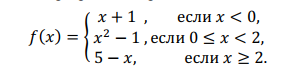 x + 1 , если x < 0,
f(x) = { x² − 1 , если 0 ≤ x < 2,
5 − x, если x ≥ 2.